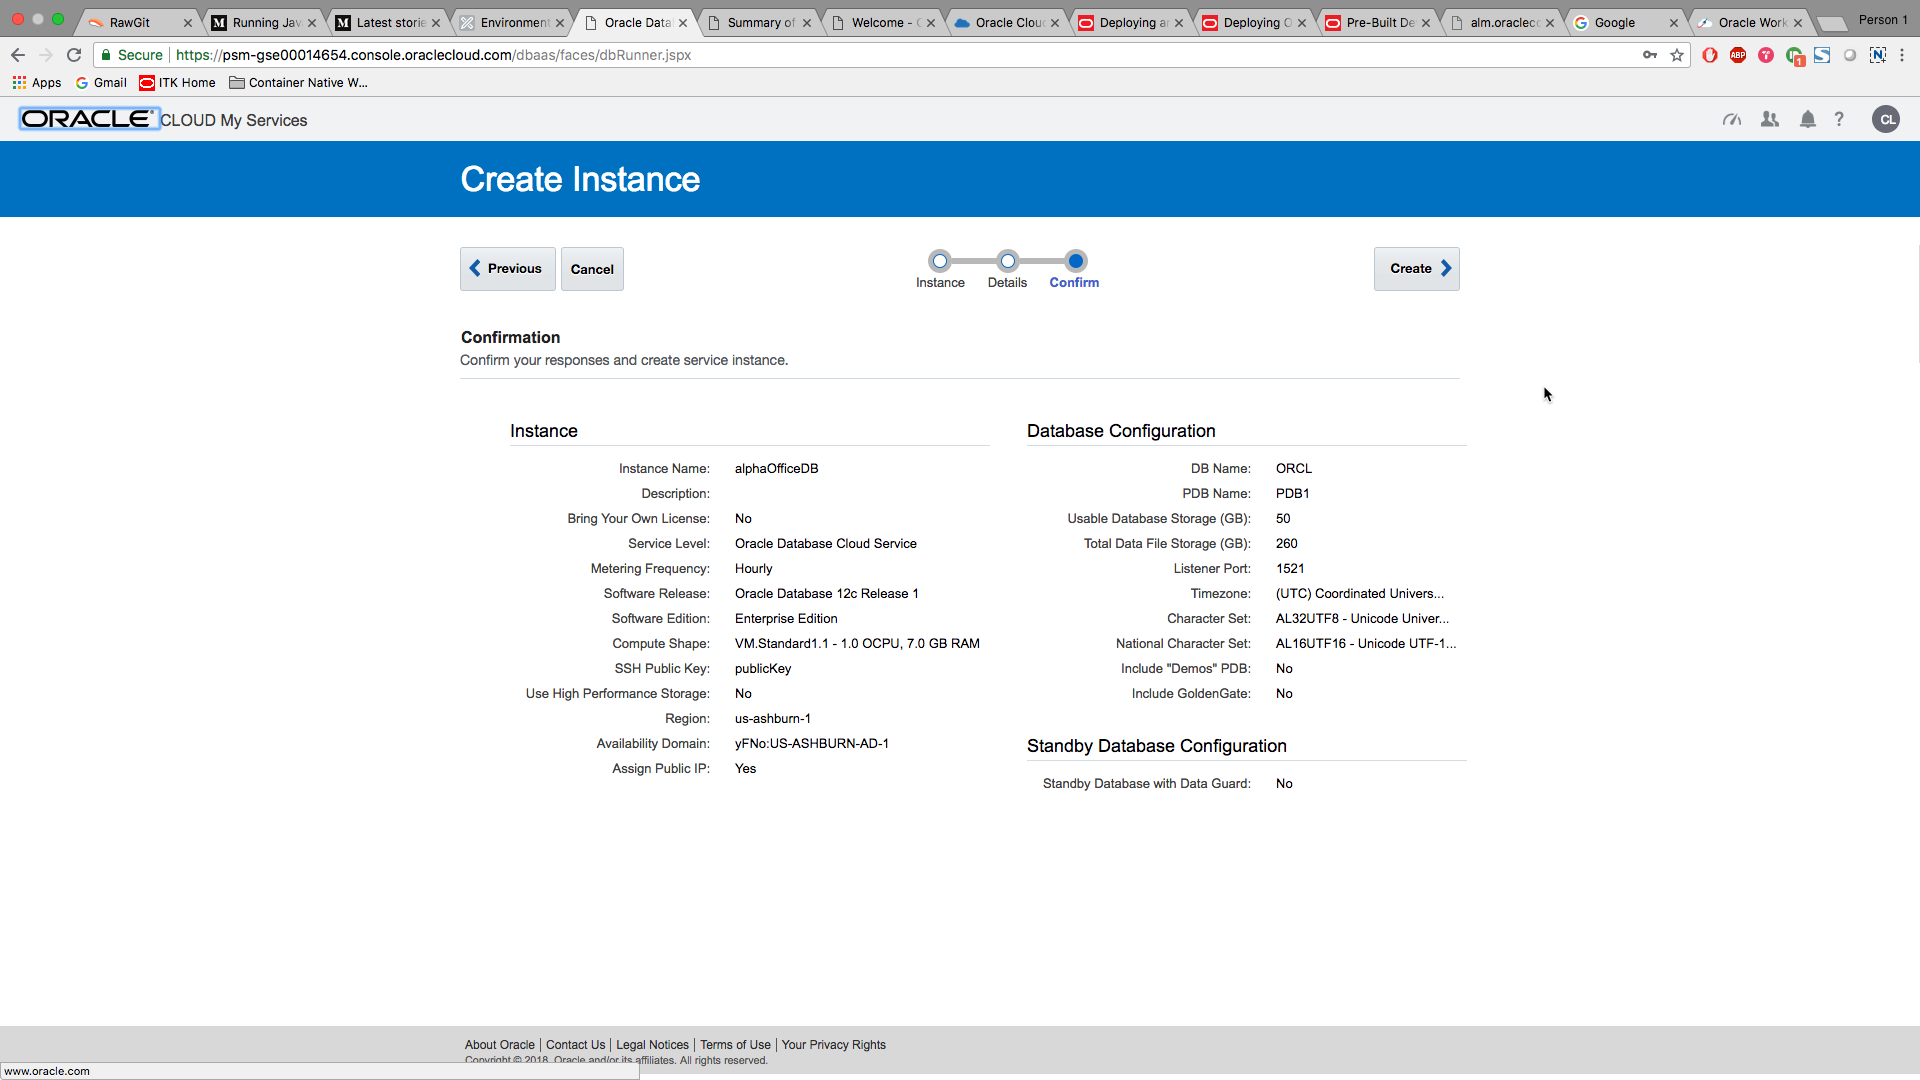 RawGit
Running Jav
Latest storie
Environment
Oracle Datal
Summary of
Welcome -
Oracle Clou
Deploying
Deploying
Pre-Built De
alm.oraclecc
Google
Oracle Work
Person 1
Secure
https://psm-gse00014654.console.oraclecloud.com/dbaas/faces/dbRunner.jspx
ABP
1
Apps
Gmail
ITK Home
Container Native W...
ORACLE CLOUD My Services
?
CL
Create Instance
Previous
Cancel
Instance
Details
Confirm
Create
Confirmation
Confirm your responses and create service instance.
Instance
Instance Name: alphaOfficeDB
Description:
Bring Your Own License: No
Service Level: Oracle Database Cloud Service
Metering Frequency: Hourly
Software Release: Oracle Database 12c Release 1
Software Edition: Enterprise Edition
Compute Shape: VM.Standard1.1 - 1.0 OCPU, 7.0 GB RAM
SSH Public Key: publicKey
Use High Performance Storage: No
Region: us-ashburn-1
Availability Domain: yFNo:US-ASHBURN-AD-1
Assign Public IP: Yes
Database Configuration
DB Name: ORCL
PDB Name: PDB1
Usable Database Storage (GB): 50
Total Data File Storage (GB): 260
Listener Port: 1521
Timezone: (UTC) Coordinated Univers...
Character Set: AL32UTF8 - Unicode Univer...
National Character Set: AL16UTF16 - Unicode UTF-1...
Include "Demos" PDB: No
Include GoldenGate: No
Standby Database Configuration
Standby Database with Data Guard: No
About Oracle | Contact Us | Legal Notices | Terms of Use | Your Privacy Rights
Copyright © 2018, Oracle and/or its affiliates. All rights reserved.
www.oracle.com